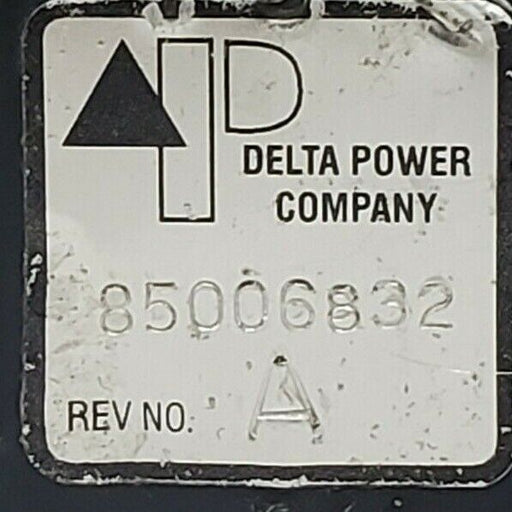 DELTA POWER
COMPANY
85006832
REV NO. A